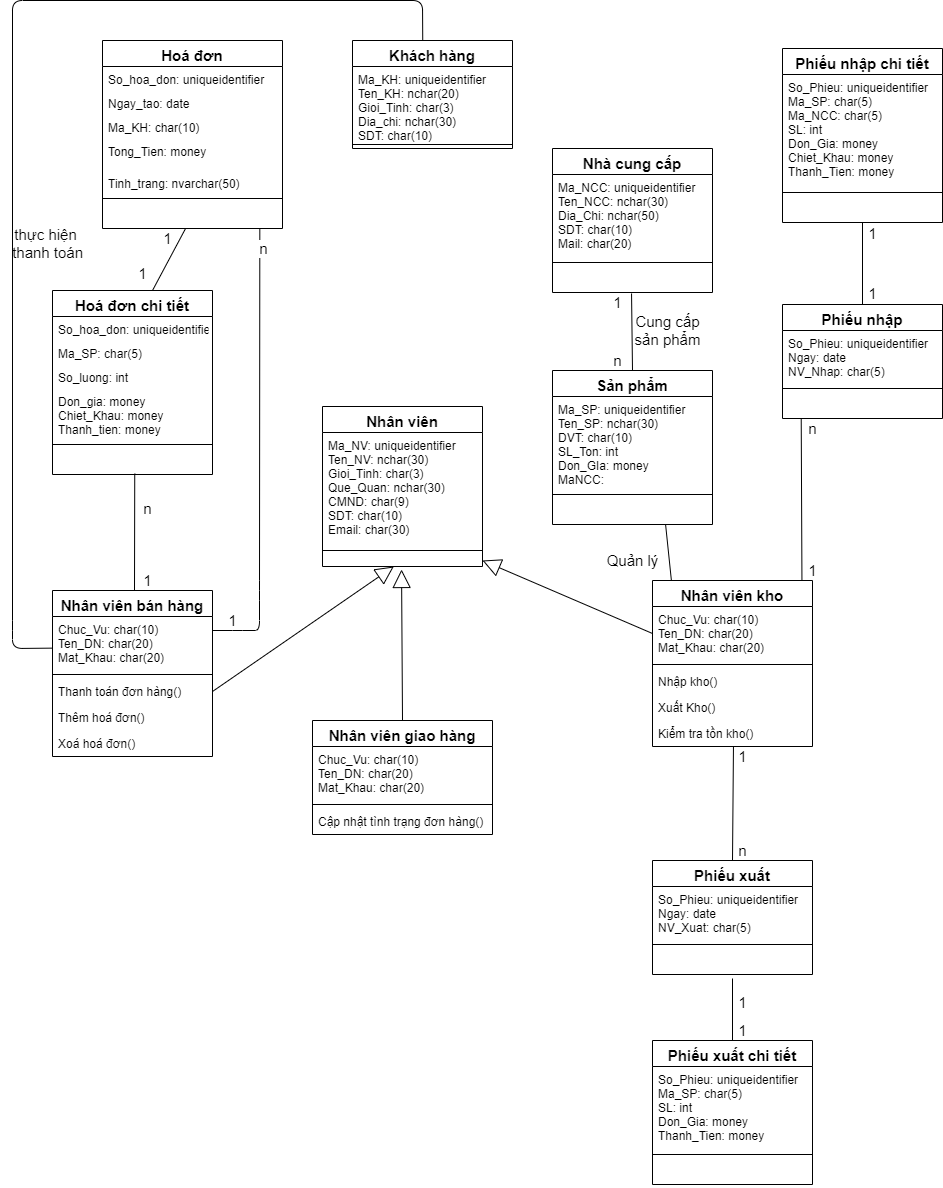 Hoá đơn
So_hoa_don: uniqueidentifier
Ngay_tao: date
Ma_KH: char(10)
Tong_Tien: money
Tinh_trang: nvarchar(50)
Khách hàng
Ma_KH: uniqueidentifier
Ten_KH: nchar(20)
Gioi_Tinh: char(3)
Dia_chi: nchar(30)
SDT: char(10)
Phiếu nhập chi tiết
So_Phieu: uniqueidentifier
Ma_SP: char(5)
Ma_NCC: char(5)
SL: int
Don_Gia: money
Chiet_Khau: money
Thanh_Tien: money
Nhà cung cấp
Ma_NCC: uniqueidentifier
Ten_NCC: nchar(30)
Dia_Chi: nchar(50)
SDT: char(10)
Mail: char(20)
thực hiện
thanh toán
1
n
1
1
1
Hoá đơn chi tiết
So_hoa_don: uniqueidentifie
Ma_SP: char(5)
So_luong: int
Don_gia: money
Chiet_Khau: money
Thanh_tien: money
1
Cung cấp
sản phẩm
n
Phiếu nhập
So_Phieu: uniqueidentifier
Ngay: date
NV_Nhap: char(5)
Sản phẩm
Ma_SP: uniqueidentifier
Ten_SP: nchar(30)
DVT: char(10)
SL_Ton: int
Don_GIa: money
MaNCC:
Nhân viên
Ma_NV: uniqueidentifier
Ten_NV: nchar(30)
Gioi_Tinh: char(3)
Que_Quan: nchar(30)
CMND: char(9)
SDT: char(10)
Email: char(30)
n
n
1
Quản lý
1
Nhân viên bán hàng
Chuc_Vu: char(10)
Ten_DN: char(20)
Mat_Khau: char(20)
Thanh toán đơn hàng()
Thêm hoá đơn()
Xoá hoá đơn()
1
Nhân viên kho
Chuc_Vu: char(10)
Ten_DN: char(20)
Mat_Khau: char(20)
Nhập kho()
Xuất Kho()
Kiểm tra tồn kho()
Nhân viên giao hàng
Chuc_Vu: char(10)
Ten_DN: char(20)
Mat_Khau: char(20)
Cập nhật tình trạng đơn hàng()
1
n
Phiếu xuất
So_Phieu: uniqueidentifier
Ngay: date
NV_Xuat: char(5)
1
1
Phiếu xuất chi tiết
So_Phieu: uniqueidentifier
Ma_SP: char(5)
SL: int
Don_Gia: money
Thanh_Tien: money